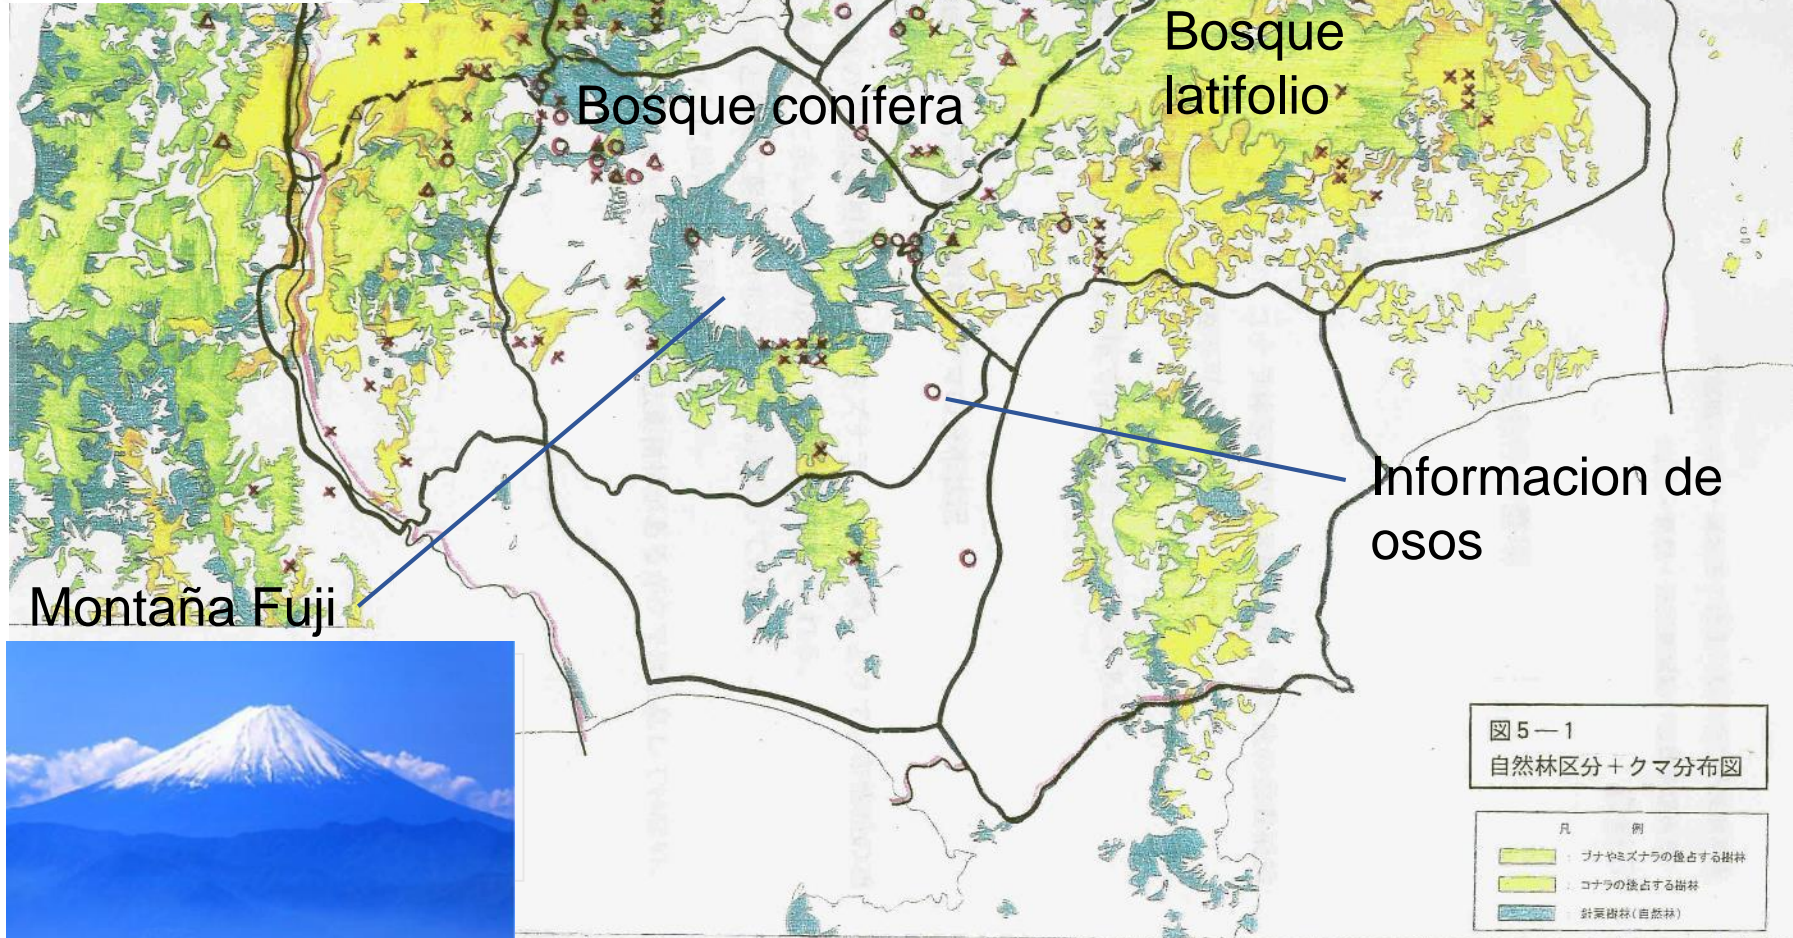 Bosque
latifolio
Bosque conífera
Informacion de
osos
Montaña Fuji
図5―1
自然林区分+クマ分布図
凡 例
: ブナやミズナラの優占する樹林
: コナラの優占する樹林
: 針葉樹林(自然林)